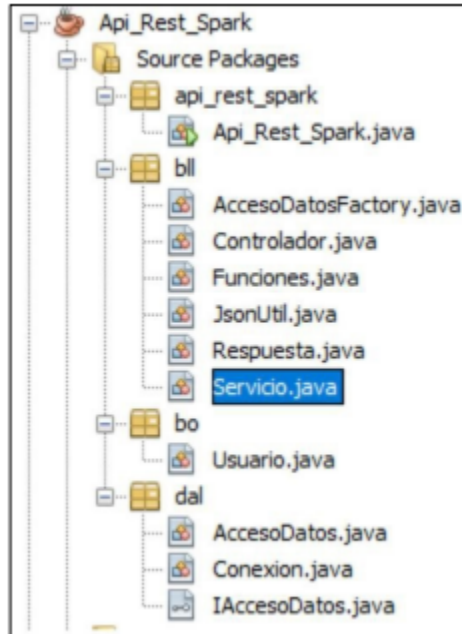 Api_Rest_Spark
Source Packages
api_rest_spark
Api_Rest_Spark.java
bll
AccesoDatosFactory.java
Controlador.java
Funciones.java
JsonUtil.java
Respuesta.java
Servicio.java
bo
Usuario.java
dal
AccesoDatos.java
Conexion.java
IAccesoDatos.java